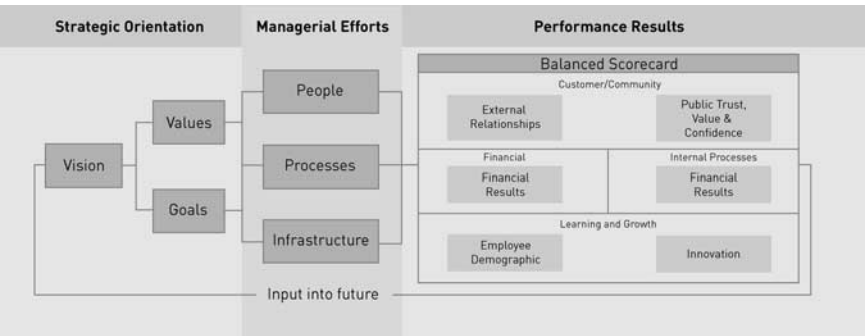 Strategic Orientation
Managerial Efforts
Performance Results
Balanced Scorecard
Customer/Community
External
Relationships
Public Trust,
Value &
Confidence
Financial
Financial
Results
Internal Processes
Financial
Results
Learning and Growth
Employee
Demographic
Innovation
People
Processes
Infrastructure
Values
Goals
Vision
Input into future